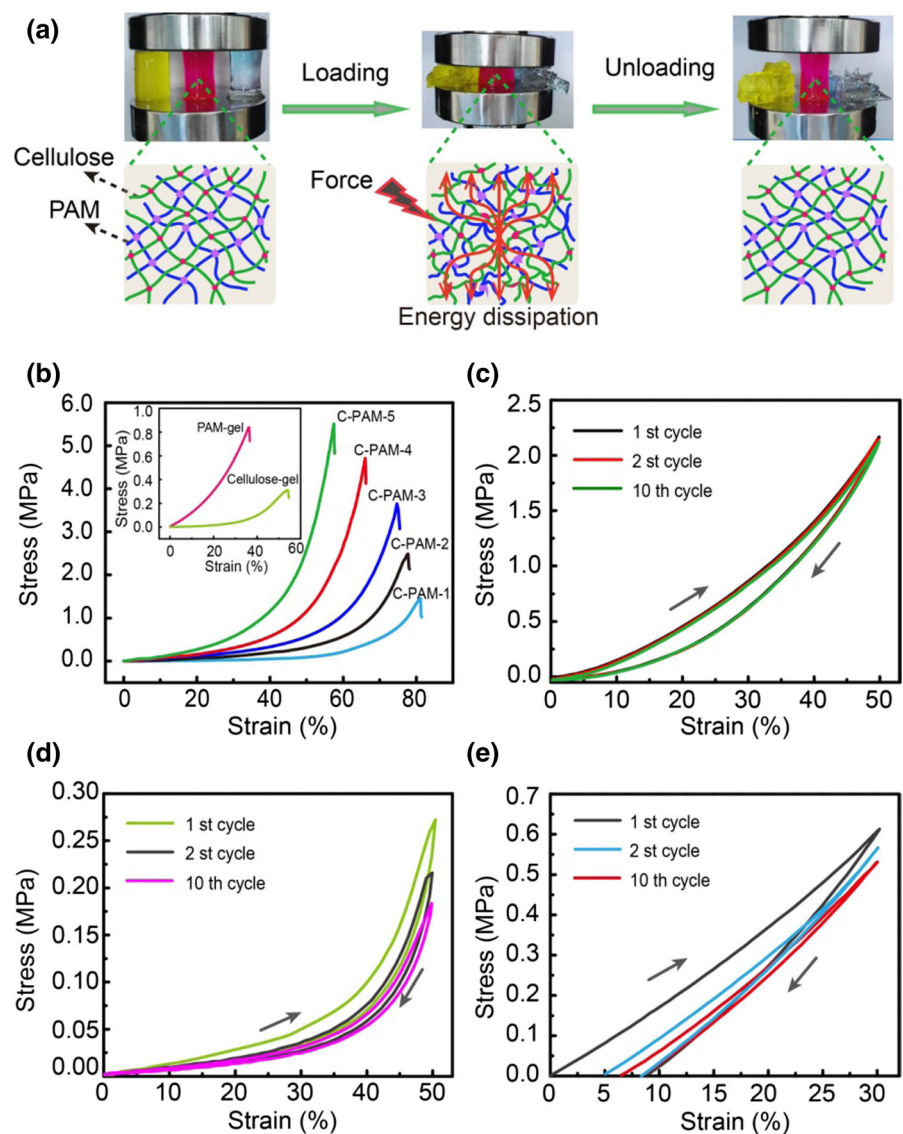 (a)
Loading
Unloading
Cellulose
PAM
Force
Energy dissipation
(b)
6.0
5.0
4.0
3.0
2.0
1.0
0.0
Stress (MPa)
0 20 40 60 80
Strain (%)
C-PAM-5
C-PAM-4
C-PAM-3
C-PAM-2
C-PAM-1
1.0
0.8
0.6
0.4
0.2
0.0
Stress (MPa)
PAM-gel
Cellulose-gel
0 20 40 60
Strain (%)
(c)
2.5
2.0
1.5
1.0
0.5
0.0
Stress (MPa)
1 st cycle
2 st cycle
10 th cycle
0 10 20 30 40 50
Strain (%)
(d)
0.30
0.25
0.20
0.15
0.10
0.05
0.00
Stress (MPa)
1 st cycle
2 st cycle
10 th cycle
0 10 20 30 40 50
Strain (%)
(e)
0.7
0.6
0.5
0.4
0.3
0.2
0.1
0.0
Stress (MPa)
1 st cycle
2 st cycle
10 th cycle
0 5 10 15 20 25 30
Strain (%)